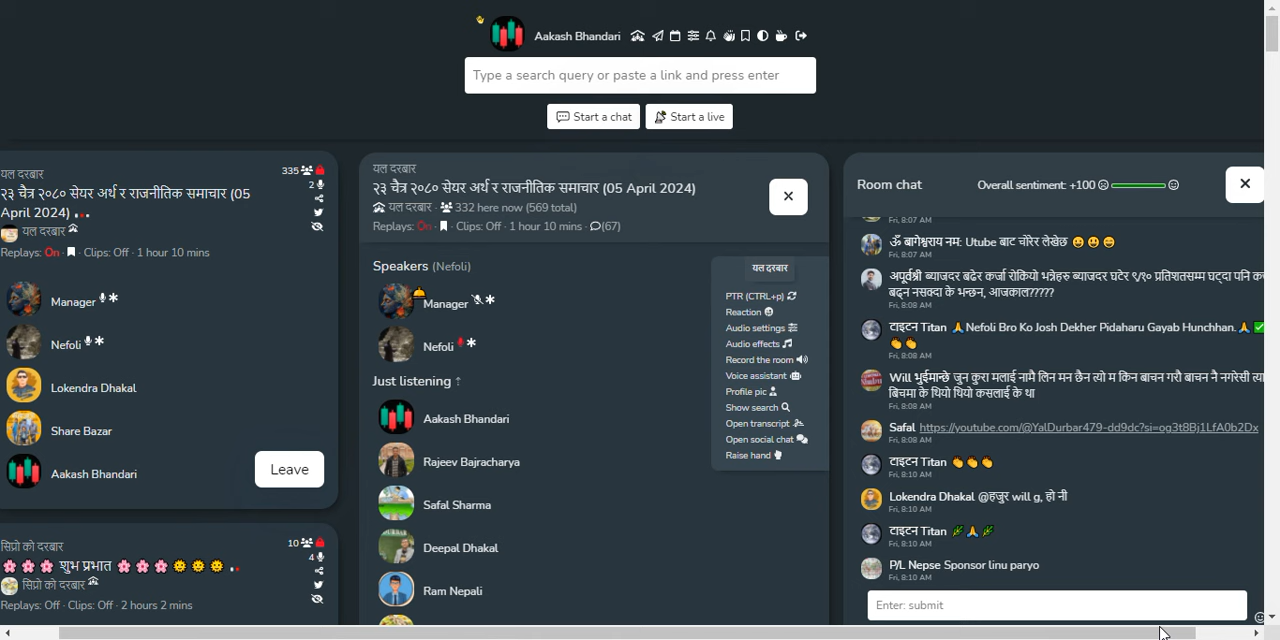 Aakash Bhandari
Type a search query or paste a link and press enter
Start a chat
Start a live
यल दरबार
335
२३ चैत्र २०८० सेयर अर्थ र राजनीतिक समाचार (05
2
April 2024)
यल दरबार
Replays: On · Clips: Off · 1 hour 10 mins
Manager
Nefoli
Lokendra Dhakal
Share Bazar
Aakash Bhandari
Leave
सिप्रो को दरबार
10
4
🌸🌸🌸 शुभ प्रभात 🌸🌸🌸🌞🌞🌞
सिप्रो को दरबार
Replays: Off · Clips: Off · 2 hours 2 mins
यल दरबार
२३ चैत्र २०८० सेयर अर्थ र राजनीतिक समाचार (05 April 2024)
यल दरबार · 332 here now (569 total)
Replays: On · Clips: Off · 1 hour 10 mins · (67)
Speakers (Nefoli)
Manager
Nefoli
Just listening ↑
Aakash Bhandari
Rajeev Bajracharya
Safal Sharma
Deepal Dhakal
Ram Nepali
यल दरबार
PTR (CTRL+p)
Reaction
Audio settings
Audio effects
Record the room
Voice assistant
Profile pic
Show search
Open transcript
Open social chat
Raise hand
Room chat
Overall sentiment: +100
Fri, 8:07 AM
ॐ बागेश्वराय नम: Utube बाट चोरेर लेखेछ 😀😃😄
Fri, 8:07 AM
अपूर्वश्री ब्याजदर बढेर कर्जा रोकियो भन्नेहरु ब्याजदर घटेर ९/१० प्रतिशतसम्म घट्दा पनि
बढ्न नसक्दा के भन्छन, आजकाल?????
टाइटन Titan 🙏Nefoli Bro Ko Josh Dekher Pidaharu Gayab Hunchhan.🙏 ✅
👏👏
Fri, 8:08 AM
Will भुईमान्छे जुन कुरा मलाई नामै लिन मन छैन त्यो म किन बाचन गरौ बाचन नै नगरेसी
बिचमा के थियो थियो कसलाई के था
Fri, 8:08 AM
Safal https://youtube.com/@YalDurbar479-dd9dc?si=og3t8Bj1LfA0b2Dx
Fri, 8:08 AM
टाइटन Titan 👏👏👏
Fri, 8:10 AM
Lokendra Dhakal @हजुर will g, हो नी
Fri, 8:10 AM
टाइटन Titan 🌿🙏🌿
Fri, 8:10 AM
P/L Nepse Sponsor linu paryo
Fri, 8:10 AM
Enter: submit